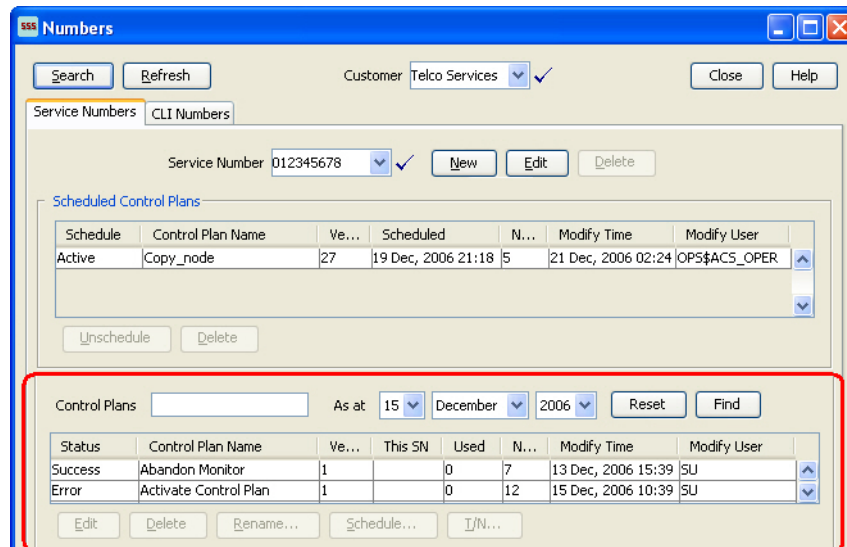 SSS Numbers
Search Refresh Customer Telco Services Close Help
Service Numbers CLI Numbers
Service Number 012345678 New Edit Delete
Scheduled Control Plans
Schedule Control Plan Name Ve... Scheduled N... Modify Time Modify User
Active Copy_node 27 19 Dec, 2006 21:18 5 21 Dec, 2006 02:24 OPS$ACS_OPER
Unschedule Delete
Control Plans As at 15 December 2006 Reset Find
Status Control Plan Name Ve... This SN Used N... Modify Time Modify User
Success Abandon Monitor 1 0 7 13 Dec, 2006 15:39 SU
Error Activate Control Plan 1 0 12 15 Dec, 2006 10:39 SU
Edit Delete Rename... Schedule... T/N...